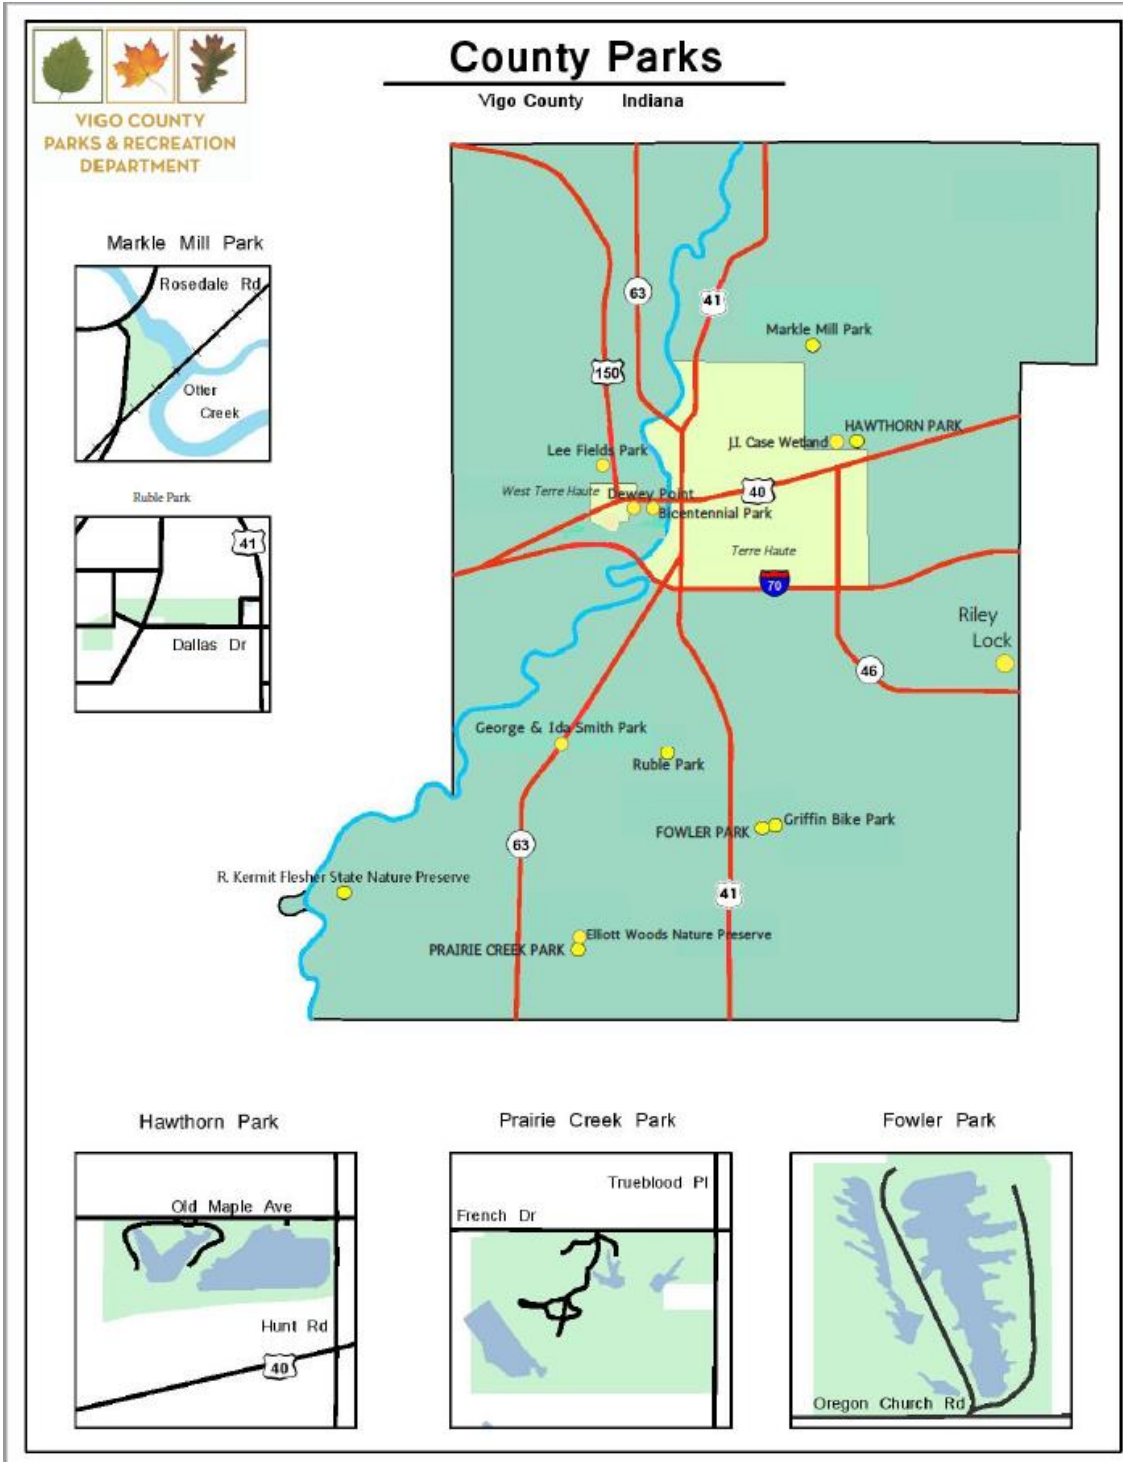 County Parks
Vigo County Indiana
VIGO COUNTY
PARKS & RECREATION
DEPARTMENT
Markle Mill Park
Rosedale Rd
Otter
Creek
Ruble Park
41
Dallas Dr
63
41
Markle Mill Park
150
HAWTHORN PARK
J.I. Case Wetland
Lee Fields Park
West Terre Haute
Dewey Point
40
Bicentennial Park
Terre Haute
70
Riley
Lock
46
George & Ida Smith Park
Ruble Park
Griffin Bike Park
FOWLER PARK
63
R. Kermit Flesher State Nature Preserve
41
Elliott Woods Nature Preserve
PRAIRIE CREEK PARK
Hawthorn Park
Old Maple Ave
Hunt Rd
40
Prairie Creek Park
Trueblood Pl
French Dr
Fowler Park
Oregon Church Rd